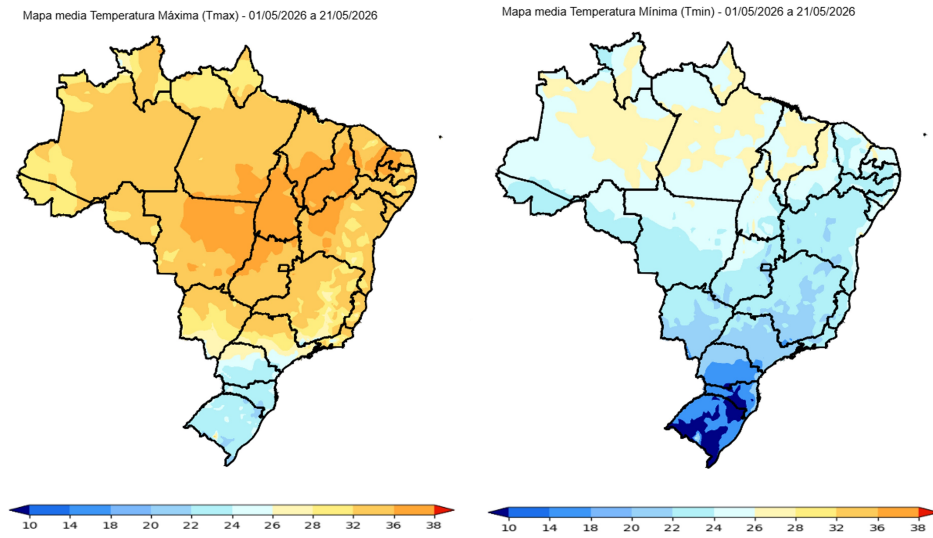 Mapa media Temperatura Máxima (Tmax) - 01/05/2026 a 21/05/2026
Mapa media Temperatura Mínima (Tmin) - 01/05/2026 a 21/05/2026
10 14 18 20 22 24 26 28 32 36 38
10 14 18 20 22 24 26 28 32 36 38